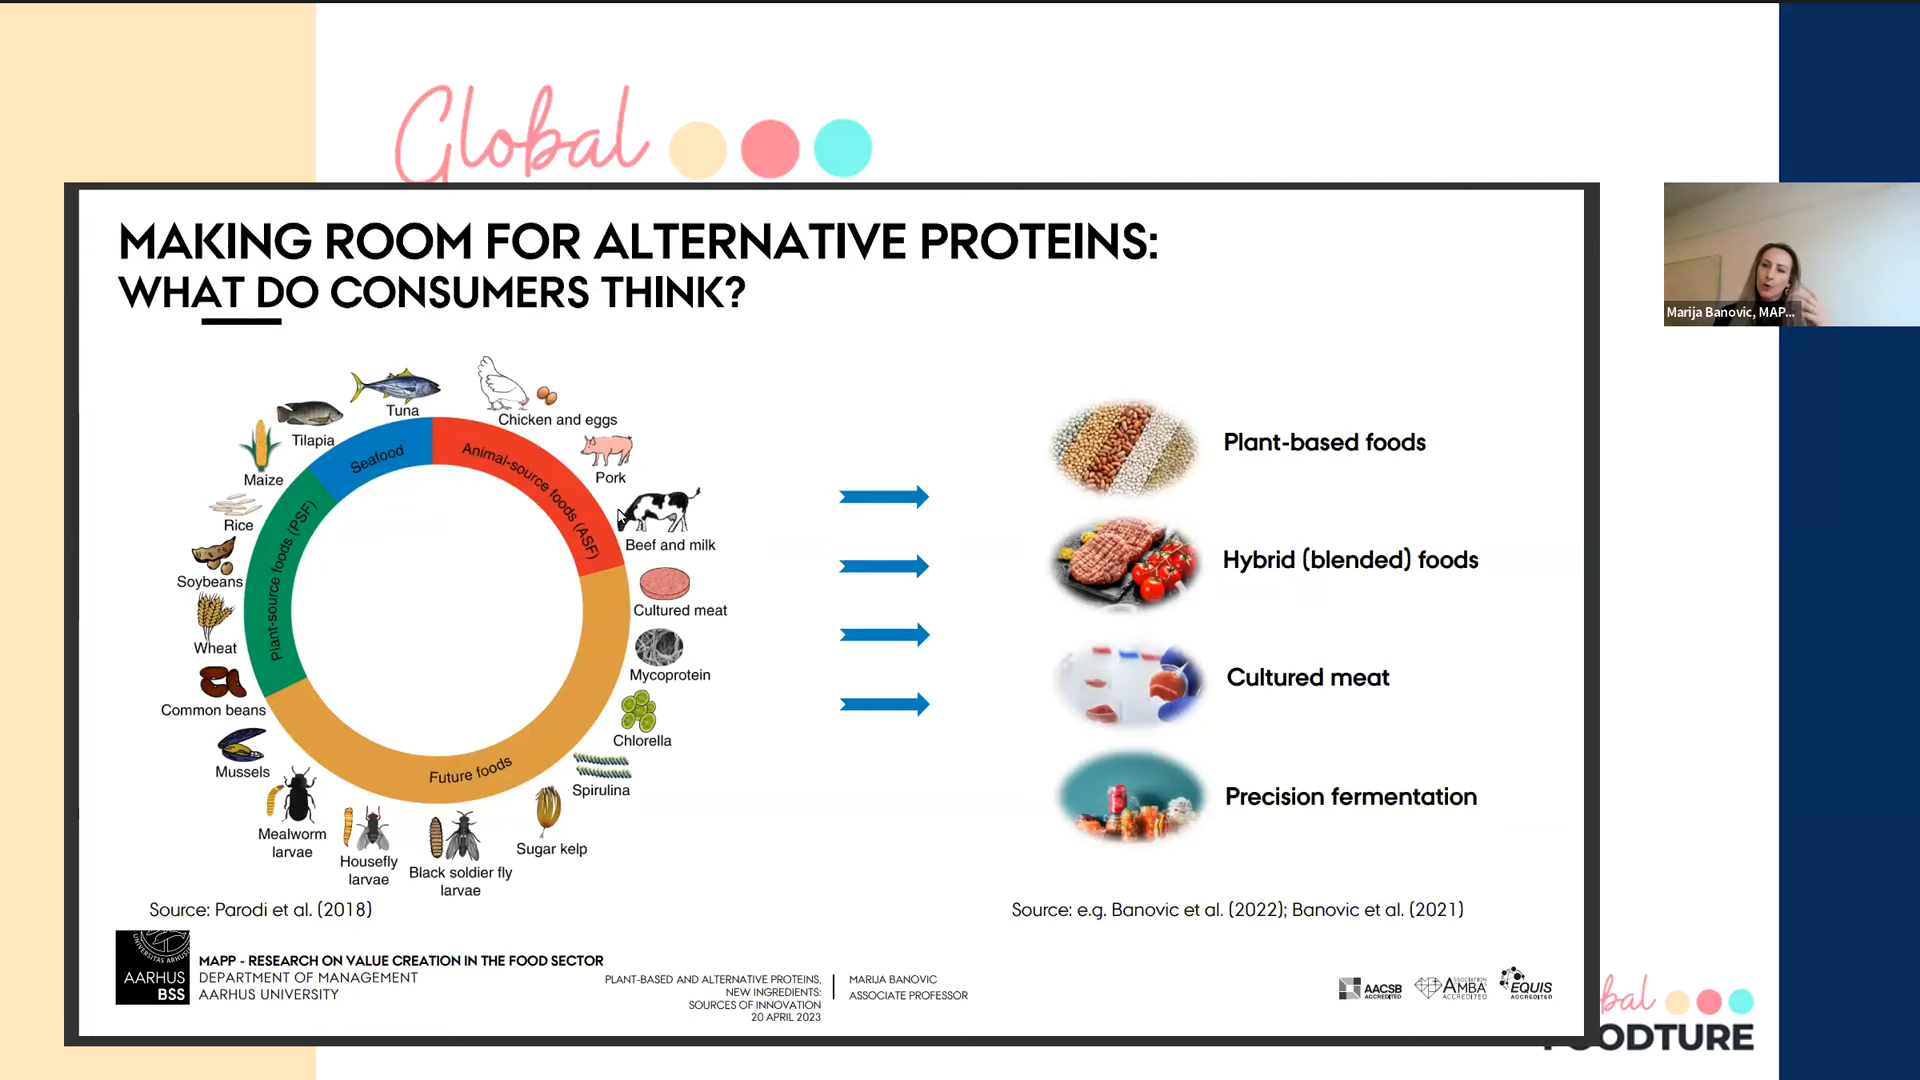 Global
MAKING ROOM FOR ALTERNATIVE PROTEINS:
WHAT DO CONSUMERS THINK?
Marija Banovic, MAP...
Tuna
Chicken and eggs
Tilapia
Seafood
Animal-source foods (ASF)
Pork
Maize
Rice
Beef and milk
Plant-source foods (PSF)
Soybeans
Cultured meat
Wheat
Mycoprotein
Common beans
Chlorella
Mussels
Future foods
Spirulina
Mealworm
larvae
Housefly
larvae
Black soldier fly
larvae
Sugar kelp
Plant-based foods
Hybrid (blended) foods
Cultured meat
Precision fermentation
Source: Parodi et al. (2018)
Source: e.g. Banovic et al. (2022); Banovic et al. (2021)
AARHUS
BSS
MAPP - RESEARCH ON VALUE CREATION IN THE FOOD SECTOR
DEPARTMENT OF MANAGEMENT
AARHUS UNIVERSITY
PLANT-BASED AND ALTERNATIVE PROTEINS,
NEW INGREDIENTS:
SOURCES OF INNOVATION
20 APRIL 2023
MARIJA BANOVIC
ASSOCIATE PROFESSOR
AACSB
ACCREDITED
ASSOCIATION
AMBA
ACCREDITED
EQUIS
ACCREDITED
bal
OODTURE